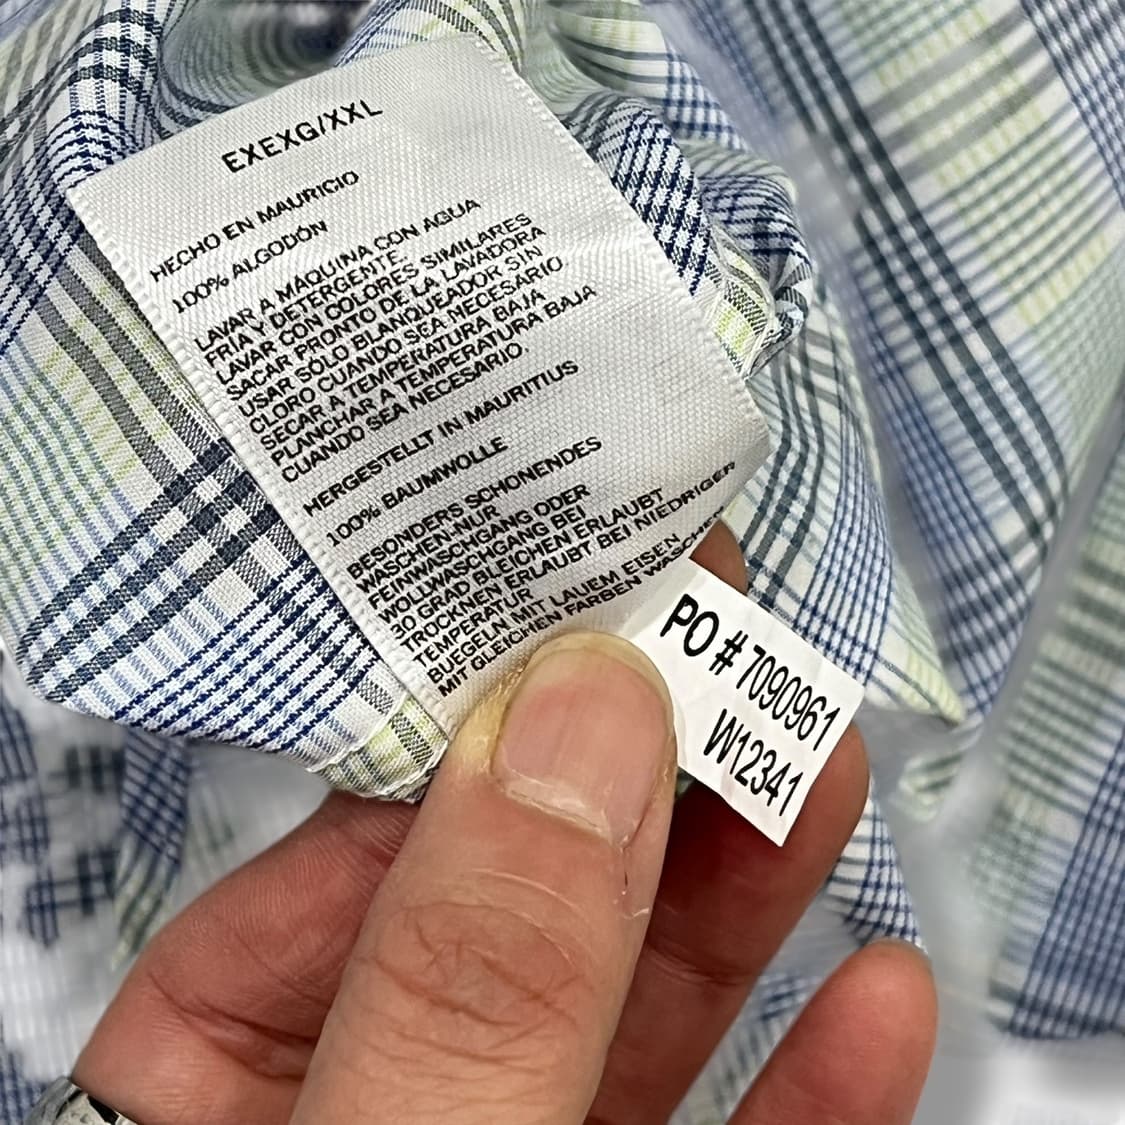 EXEXG/XXL
HECHO EN MAURICIO
100% ALGODÓN
LAVAR A MÁQUINA CON AGUA
FRÍA Y DETERGENTE.
LAVAR CON COLORES SIMILARES
SACAR PRONTO DE LA LAVADORA
USAR SÓLO BLANQUEADOR SIN
CLORO CUANDO SEA NECESARIO.
SECAR A TEMPERATURA BAJA
PLANCHAR A TEMPERATURA BAJA
CUANDO SEA NECESARIO.
HERGESTELLT IN MAURITIUS
100% BAUMWOLLE
BESONDERS SCHONENDES
WASCHEN.NUR
FEINWASCHGANG ODER
WOLLWASCHGANG BEI
30 GRAD BLEICHEN ERLAUBT
TROCKNEN ERLAUBT BEI NIEDRIGER
TEMPERATUR
BUEGELN MIT LAUEM EISEN
MIT GLEICHEN FARBEN WASCHEN
PO # 7090961
W12341